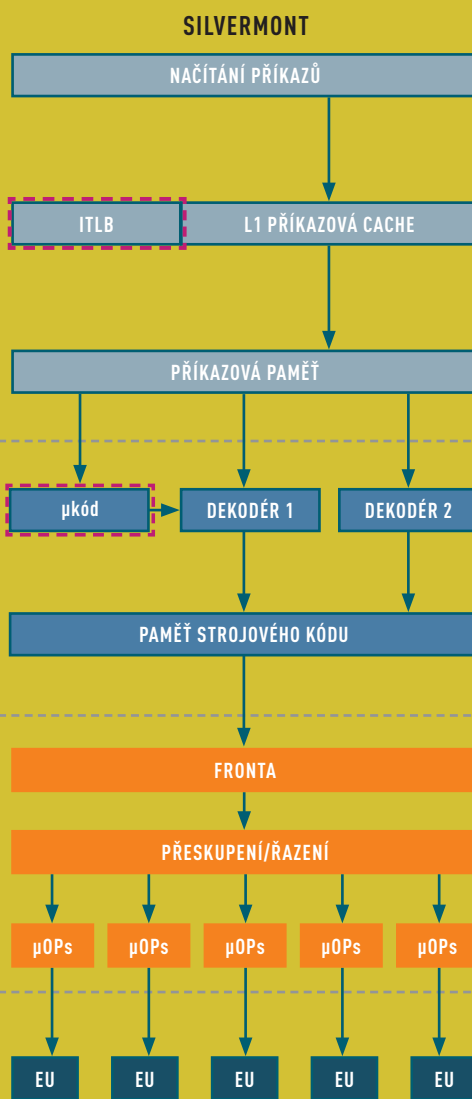 SILVERMONT
NAČÍTÁNÍ PŘÍKAZŮ
ITLB
L1 PŘÍKAZOVÁ CACHE
PŘÍKAZOVÁ PAMĚŤ
µkód
DEKODÉR 1
DEKODÉR 2
PAMĚŤ STROJOVÉHO KÓDU
FRONTA
PŘESKUPENÍ/ŘAZENÍ
µOPs
µOPs
µOPs
µOPs
µOPs
EU
EU
EU
EU
EU